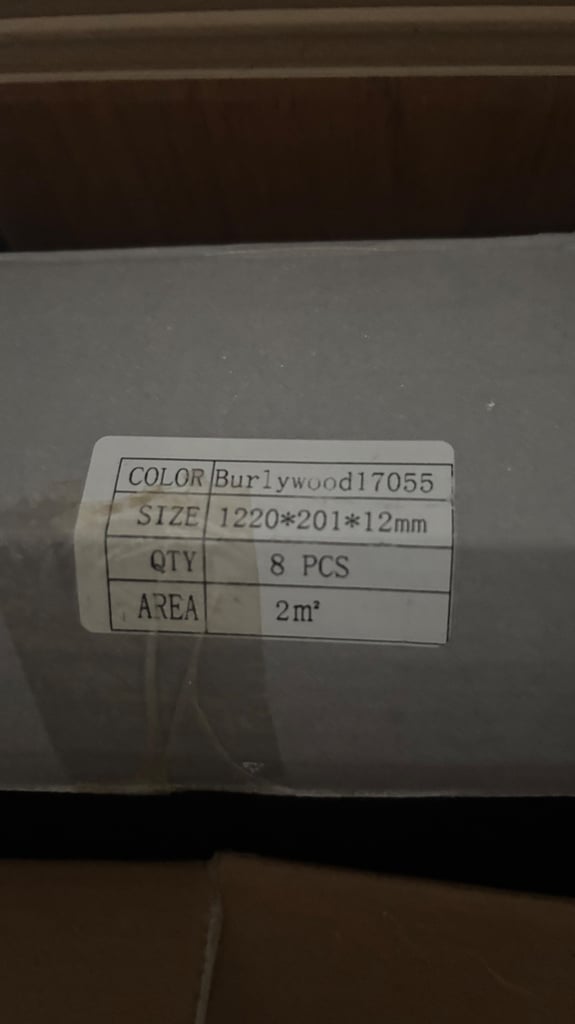 COLOR Burlywood17055
SIZE 1220*201*12mm
QTY 8 PCS
AREA 2m²